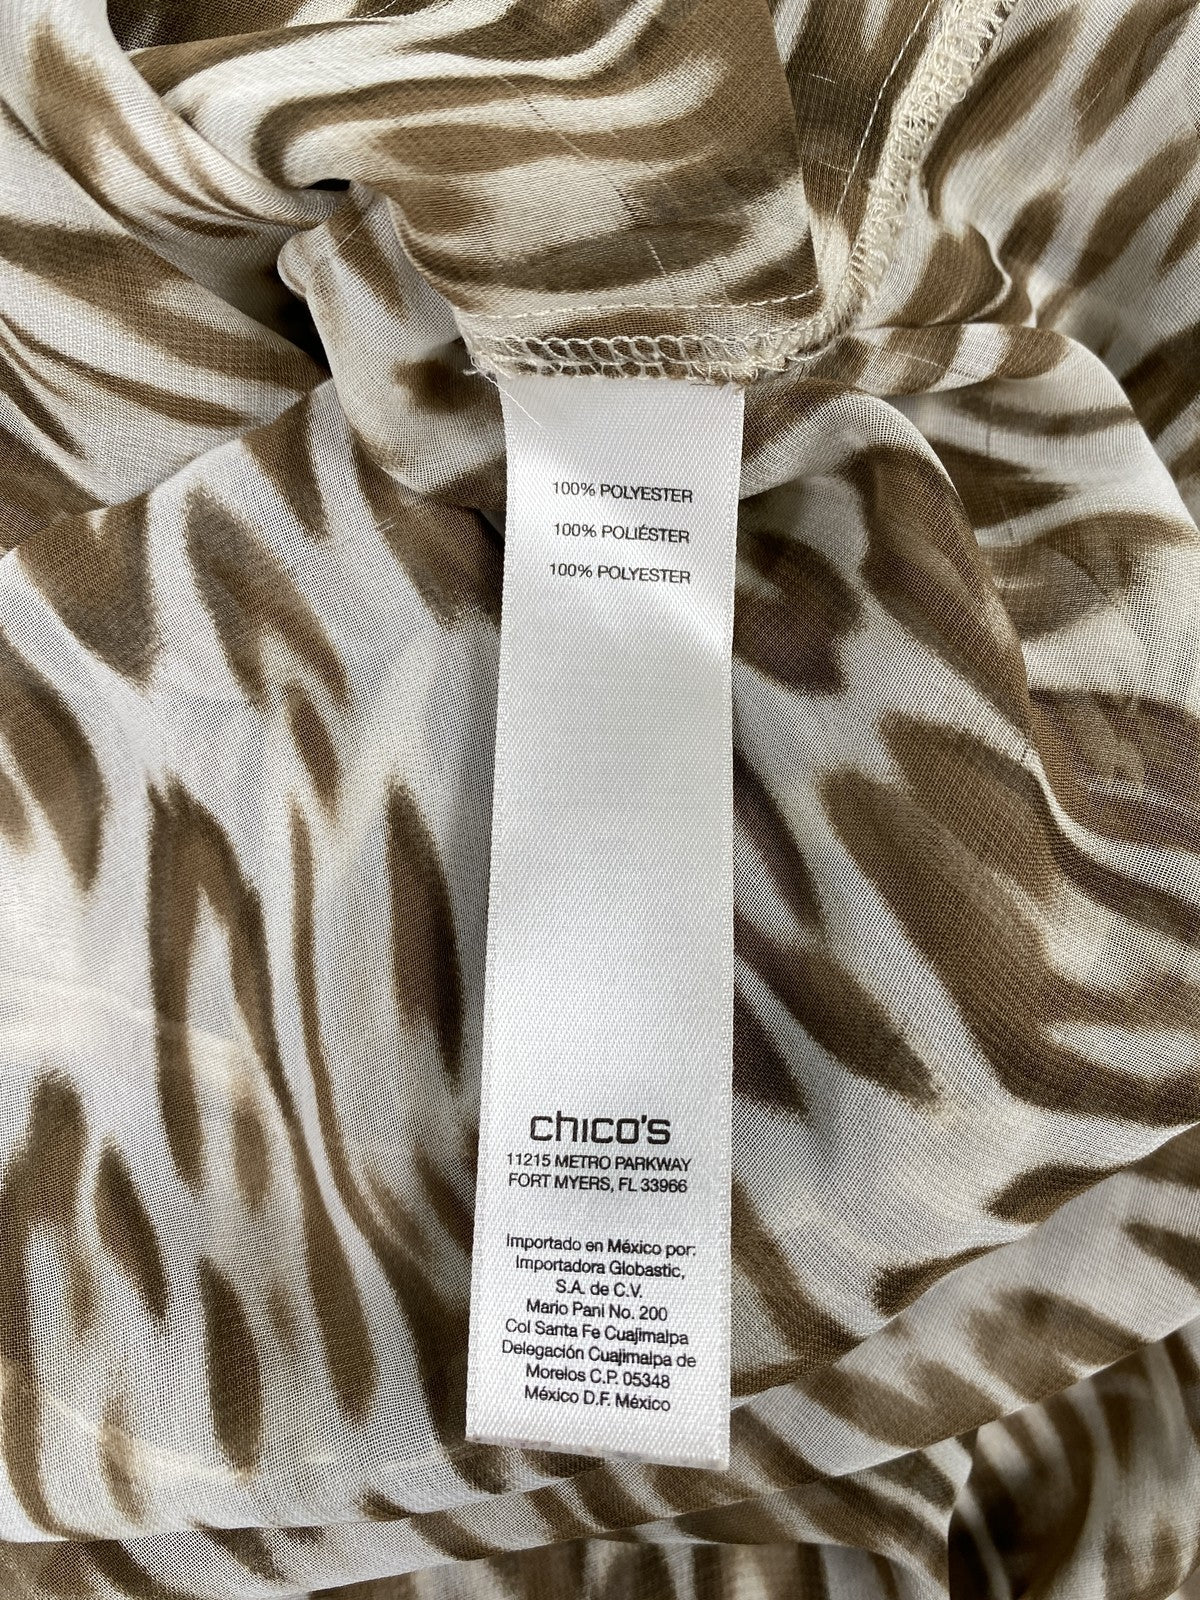 100% POLYESTER
100% POLIÉSTER
100% POLYESTER
chico's
11215 METRO PARKWAY
FORT MYERS, FL 33966
Importado en México por:
Importadora Globastic,
S.A. de C.V.
Mario Pani No. 200
Col Santa Fe Cuajimalpa
Delegación Cuajimalpa de
Morelos C.P. 05348
México D.F. México